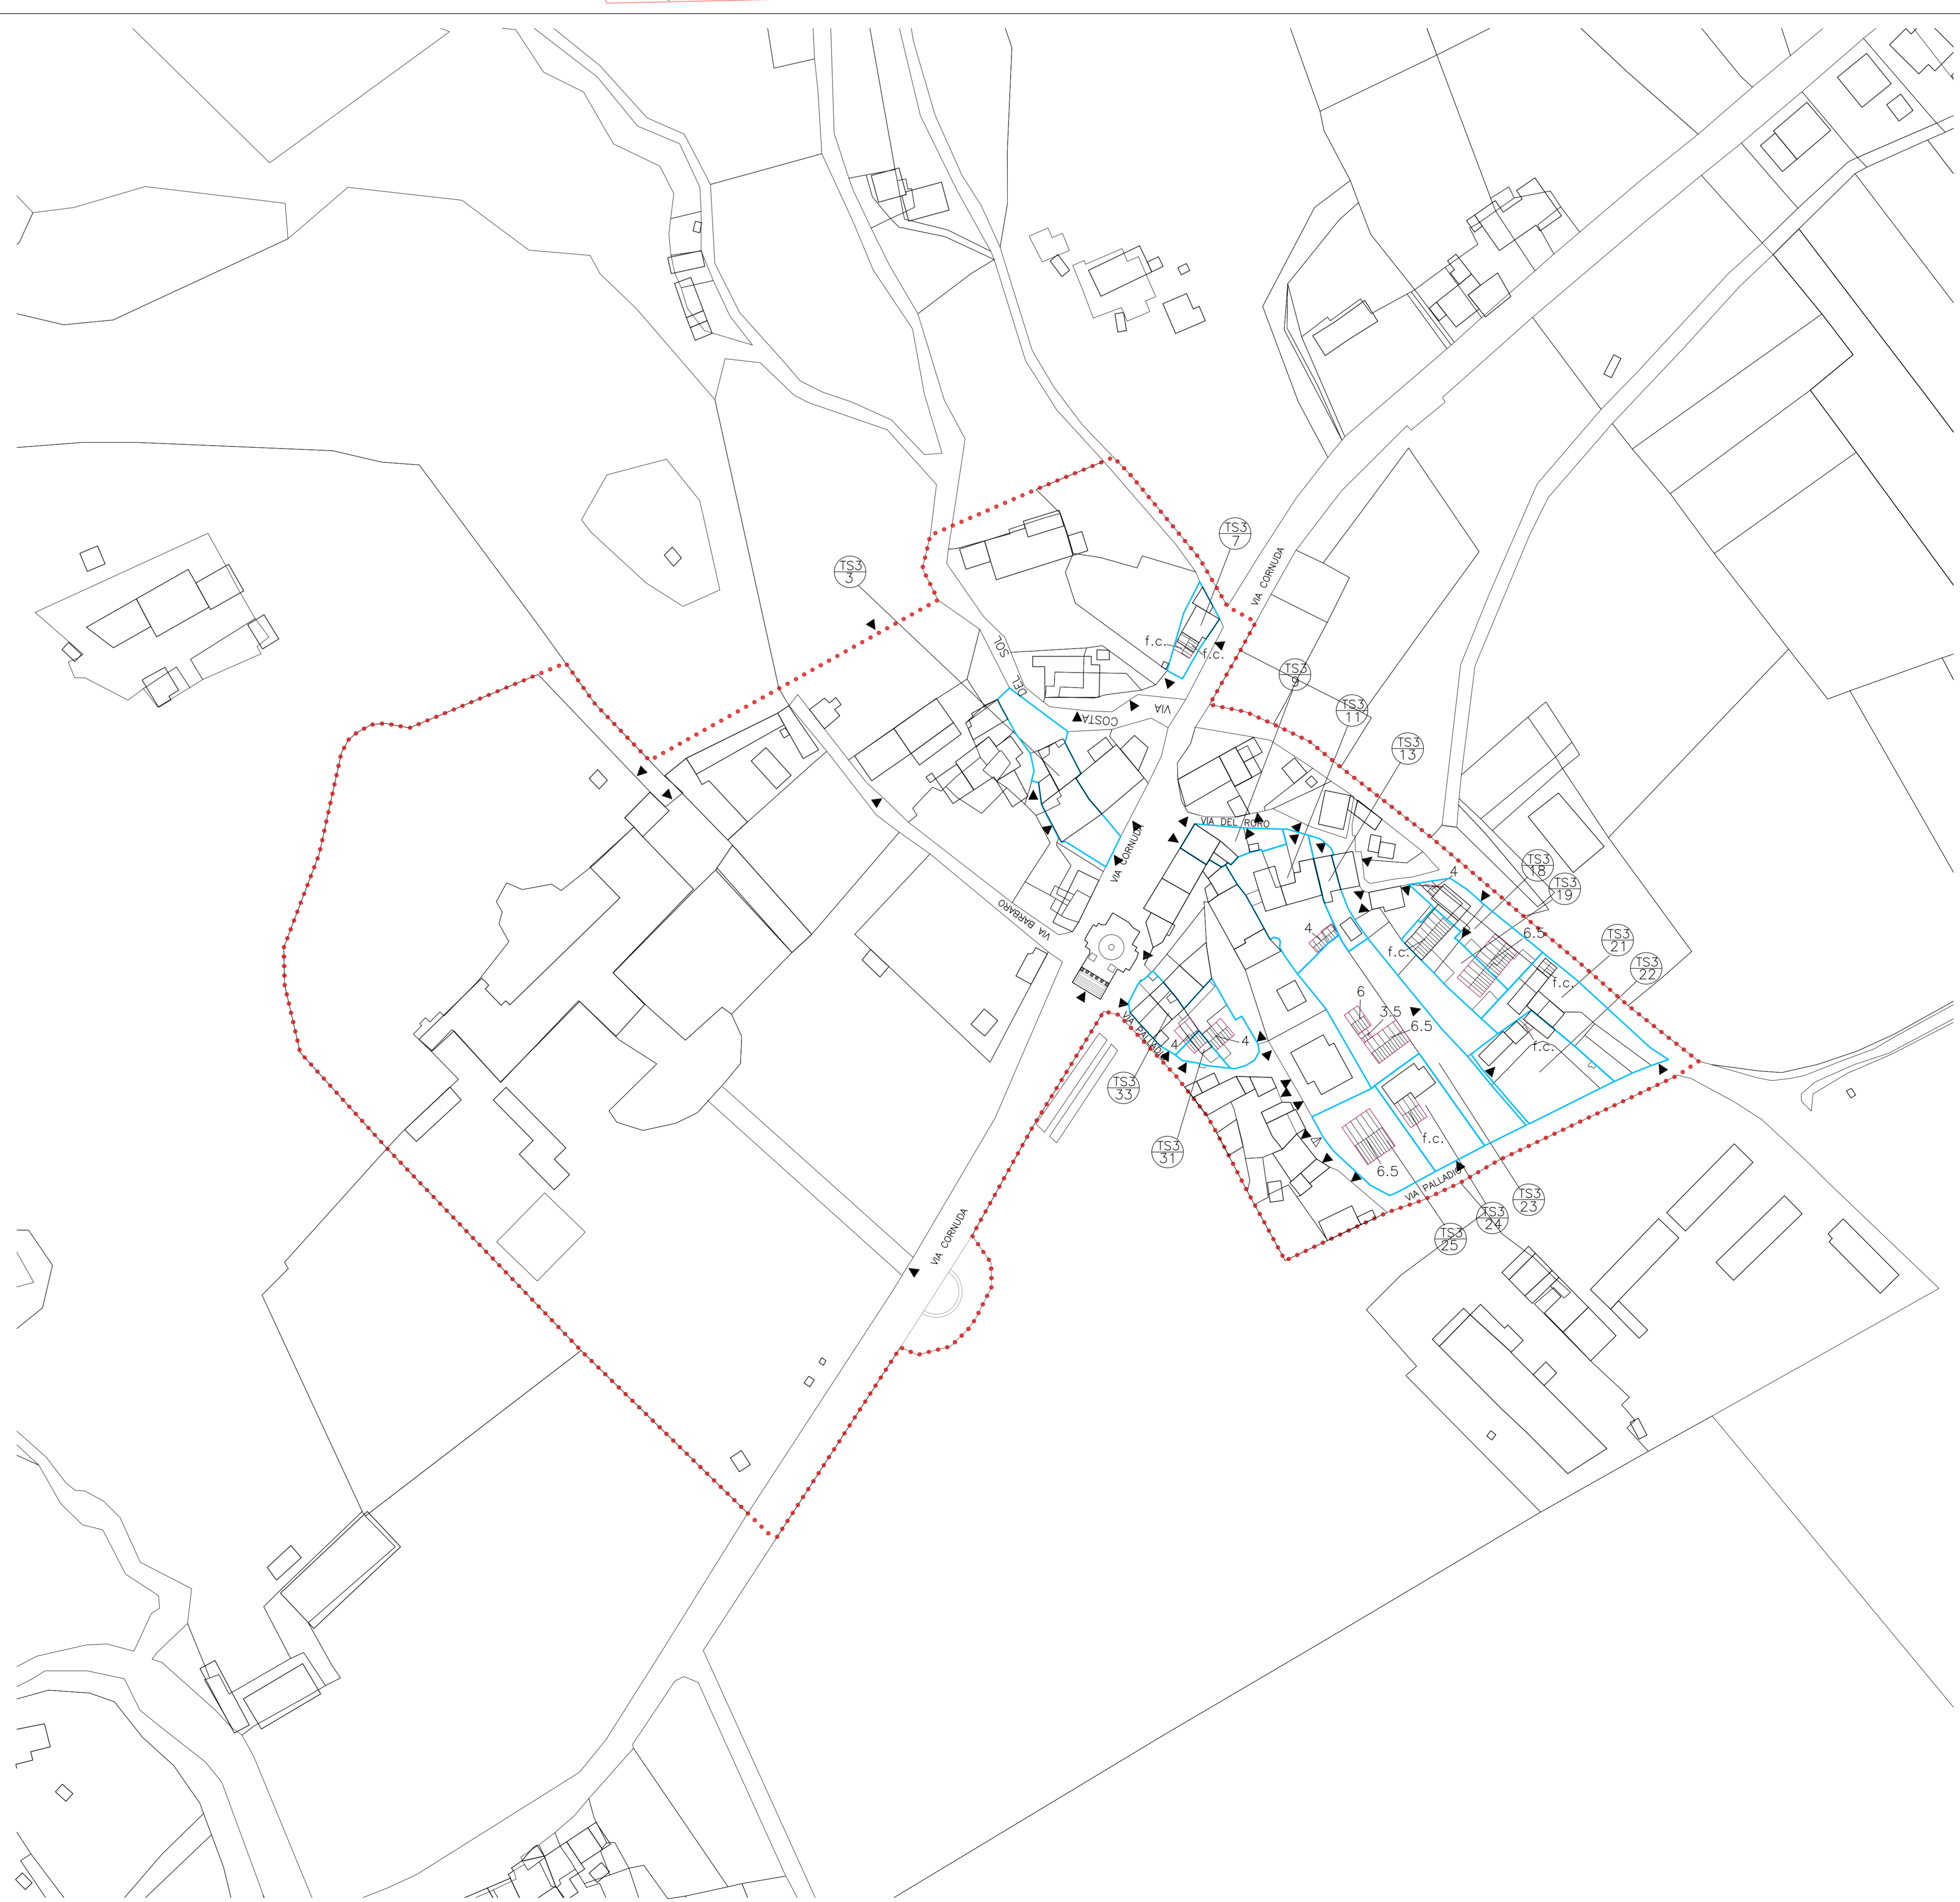 TS3
7
VIA CORNUDA
TS3
3
f.c.
f.c.
DEL SOL
TS3
9
COSTA
VIA
TS3
11
TS3
13
VIA DEL RORO
VIA CORNUDA
4
TS3
18
TS3
19
VIA BARBARO
4
f.c.
6.5
TS3
21
TS3
22
f.c.
6
3.5
6.5
VIA PALLADIO
4
4
f.c.
TS3
33
TS3
31
f.c.
6.5
VIA PALLADIO
TS3
23
TS3
24
TS3
25
VIA CORNUDA